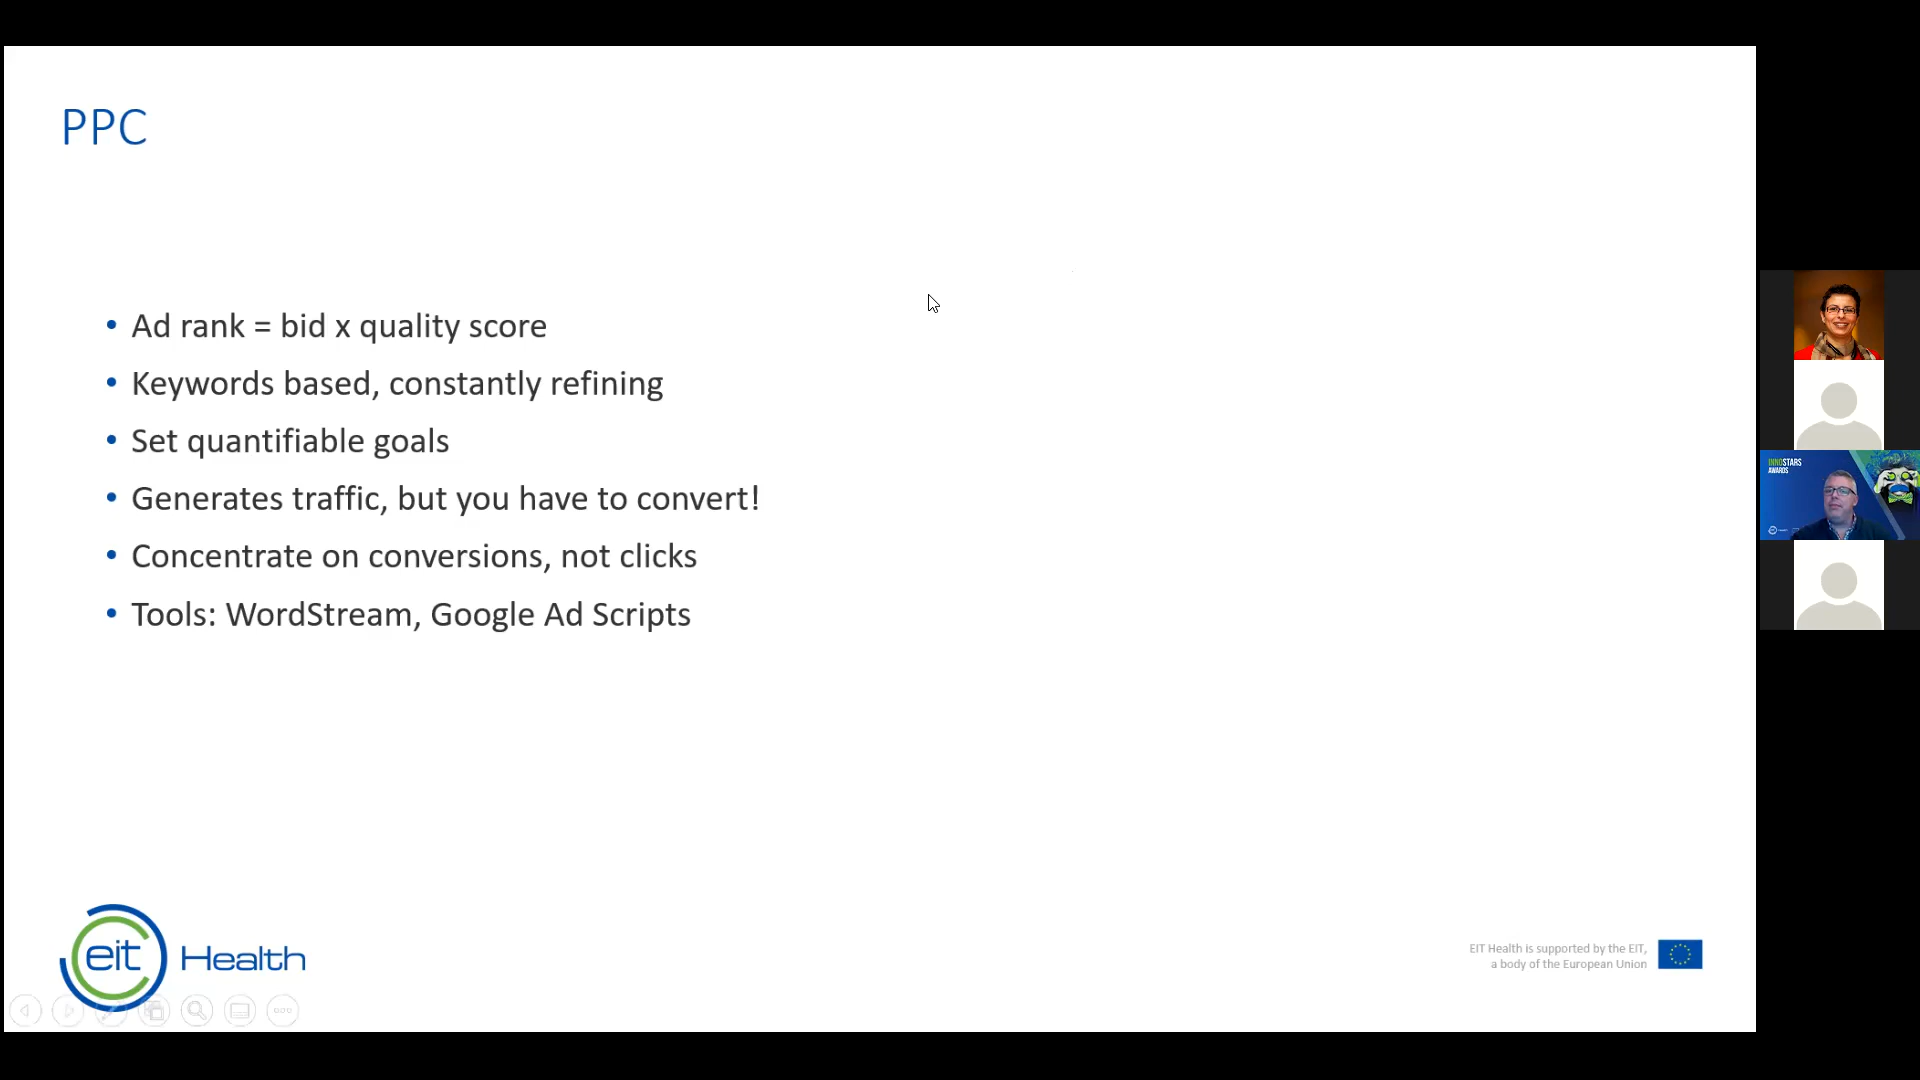 PPC
• Ad rank = bid x quality score
• Keywords based, constantly refining
• Set quantifiable goals
• Generates traffic, but you have to convert!
• Concentrate on conversions, not clicks
• Tools: WordStream, Google Ad Scripts
eit Health
EIT Health is supported by the EIT,
a body of the European Union
INNOSTARS
AWARDS